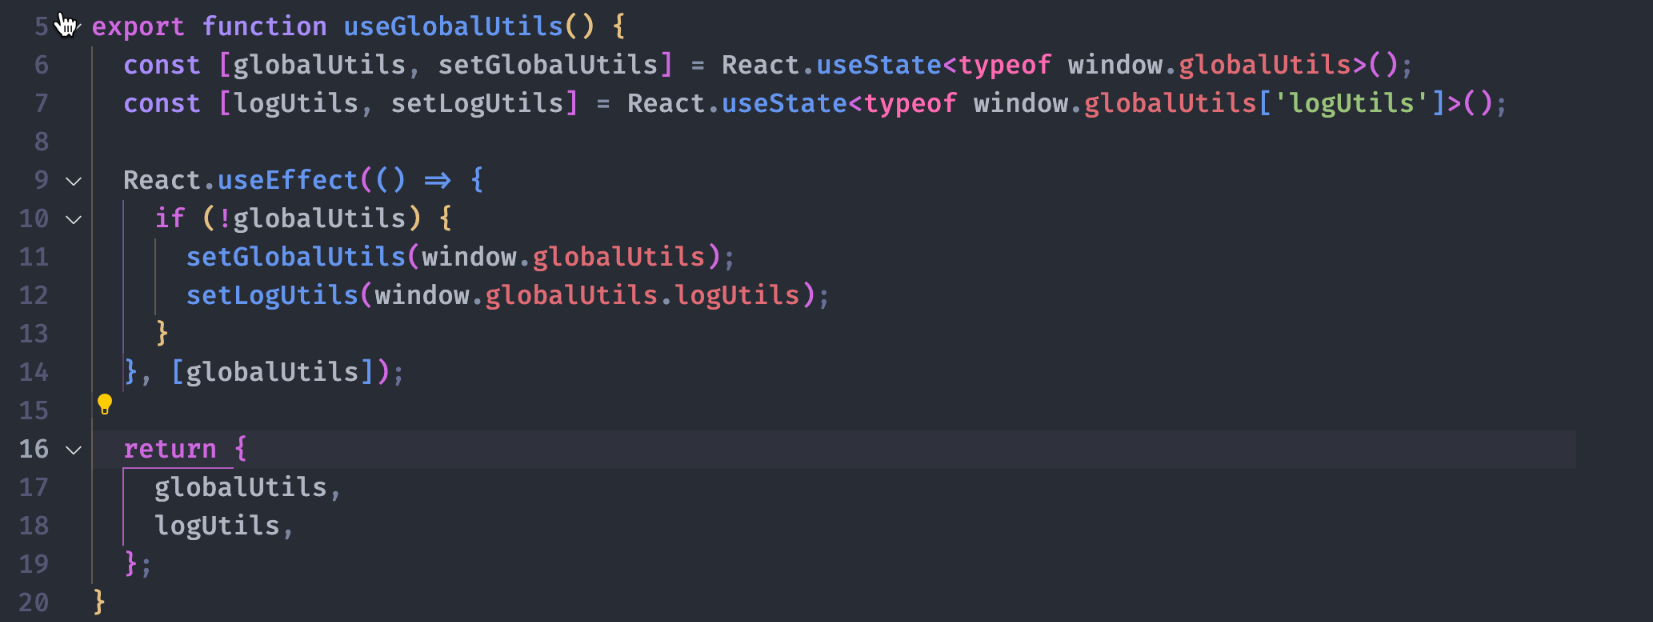 5 export function useGlobalUtils() {
6 const [globalUtils, setGlobalUtils] = React.useState<typeof window.globalUtils>();
7 const [logUtils, setLogUtils] = React.useState<typeof window.globalUtils['logUtils']>();
8
9 React.useEffect(() => {
10 if (!globalUtils) {
11 setGlobalUtils(window.globalUtils);
12 setLogUtils(window.globalUtils.logUtils);
13 }
14 }, [globalUtils]);
15
16 return {
17 globalUtils,
18 logUtils,
19 };
20 }